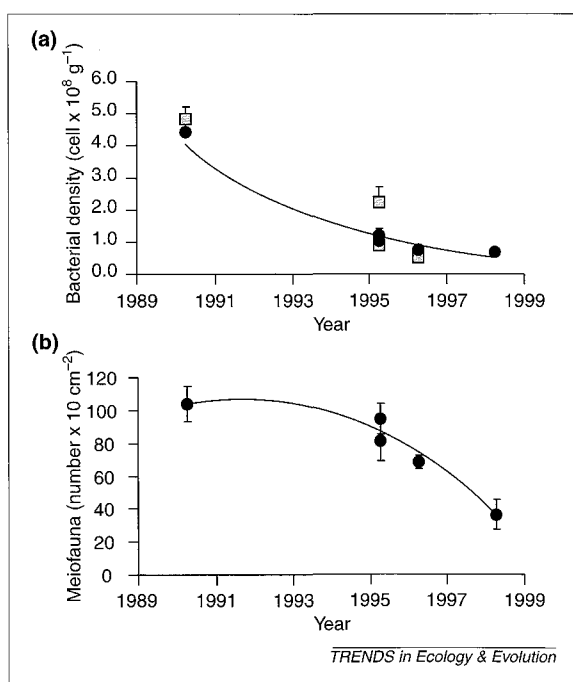 (a)
Bacterial density (cell x 10⁸ g⁻¹)
6.0
5.0
4.0
3.0
2.0
1.0
0.0
1989 1991 1993 1995 1997 1999
Year
(b)
Meiofauna (number x 10 cm⁻²)
120
100
80
60
40
20
0
1989 1991 1993 1995 1997 1999
Year
TRENDS in Ecology & Evolution